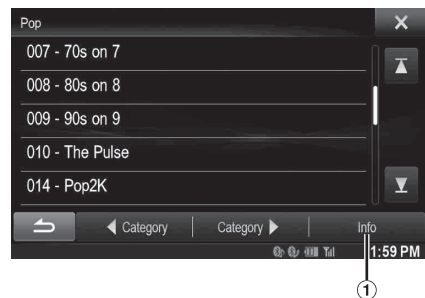 Pop
007 - 70s on 7
008 - 80s on 8
009 - 90s on 9
010 - The Pulse
014 - Pop2K
Category Category Info
1:59 PM
1